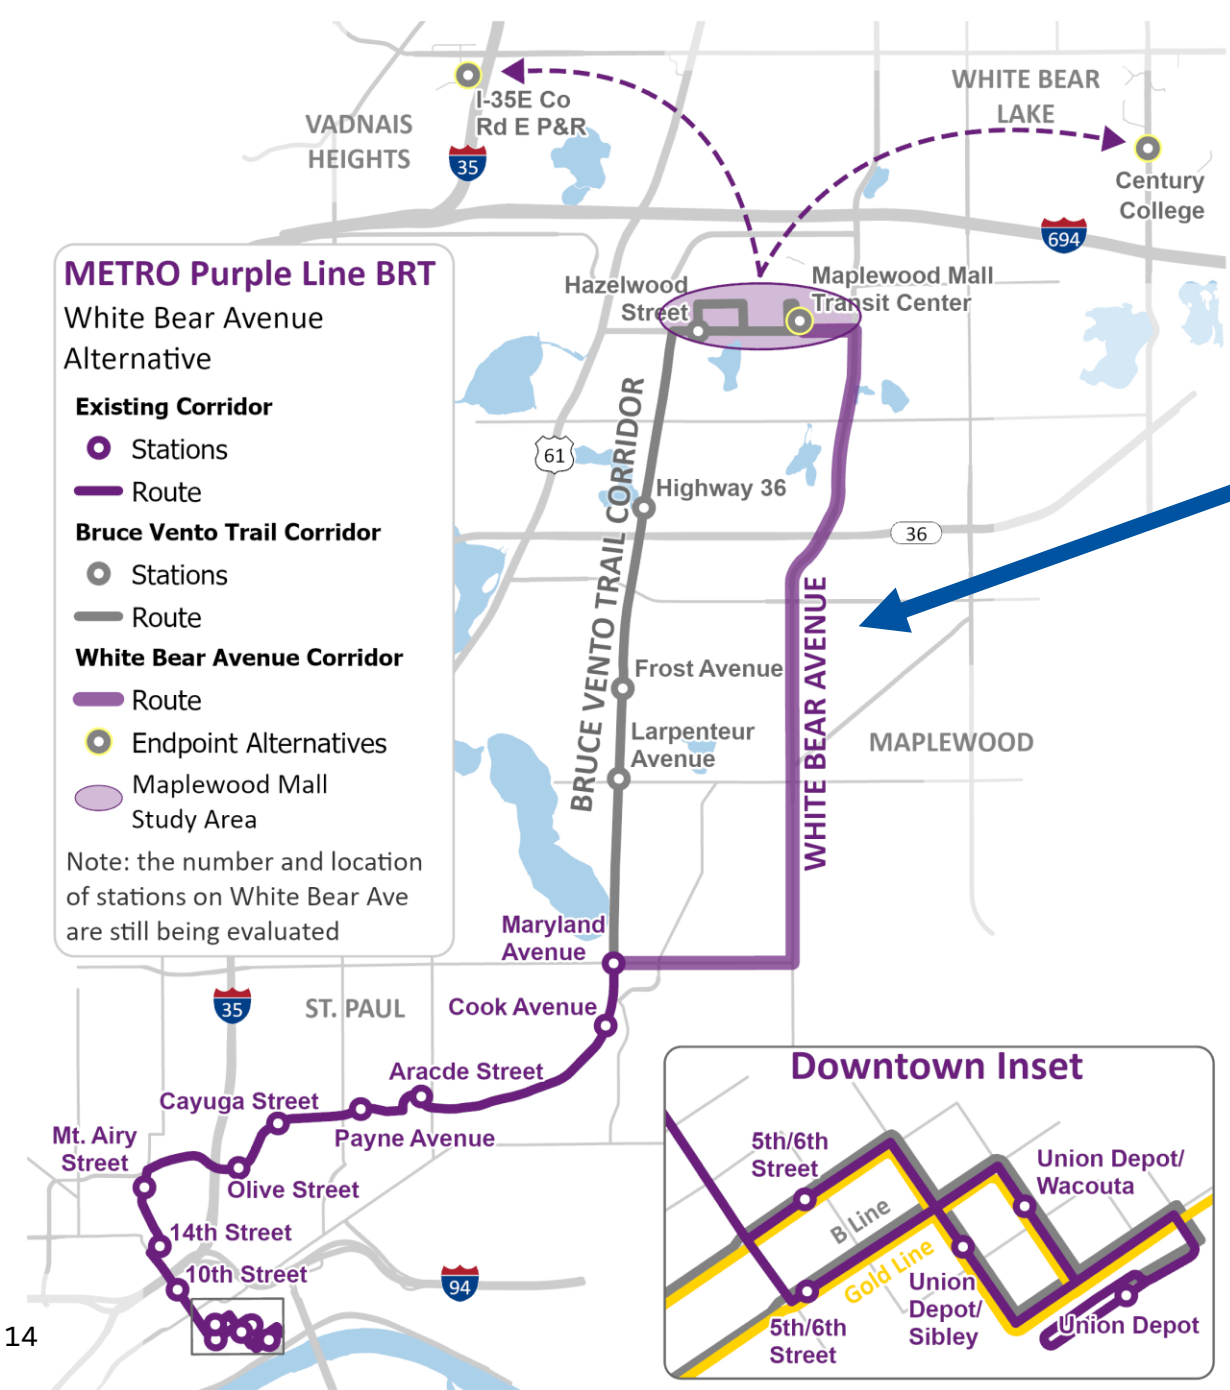 WHITE BEAR
LAKE
I-35E Co
Rd E P&R
VADNAIS
HEIGHTS
35
Century
College
694
METRO Purple Line BRT
White Bear Avenue
Alternative
Existing Corridor
Stations
Route
Bruce Vento Trail Corridor
Stations
Route
White Bear Avenue Corridor
Route
Endpoint Alternatives
Maplewood Mall
Study Area
Note: the number and location
of stations on White Bear Ave
are still being evaluated
Hazelwood
Street
Maplewood Mall
Transit Center
61
BRUCE VENTO TRAIL CORRIDOR
Highway 36
36
WHITE BEAR AVENUE
Frost Avenue
Larpenteur
Avenue
MAPLEWOOD
Maryland
Avenue
35
ST. PAUL
Cook Avenue
Aracde Street
Cayuga Street
Payne Avenue
Mt. Airy
Street
Olive Street
14th Street
10th Street
94
14
Downtown Inset
5th/6th
Street
Union Depot/
Wacouta
B Line
Gold Line
Union
Depot/
Sibley
5th/6th
Street
Union Depot